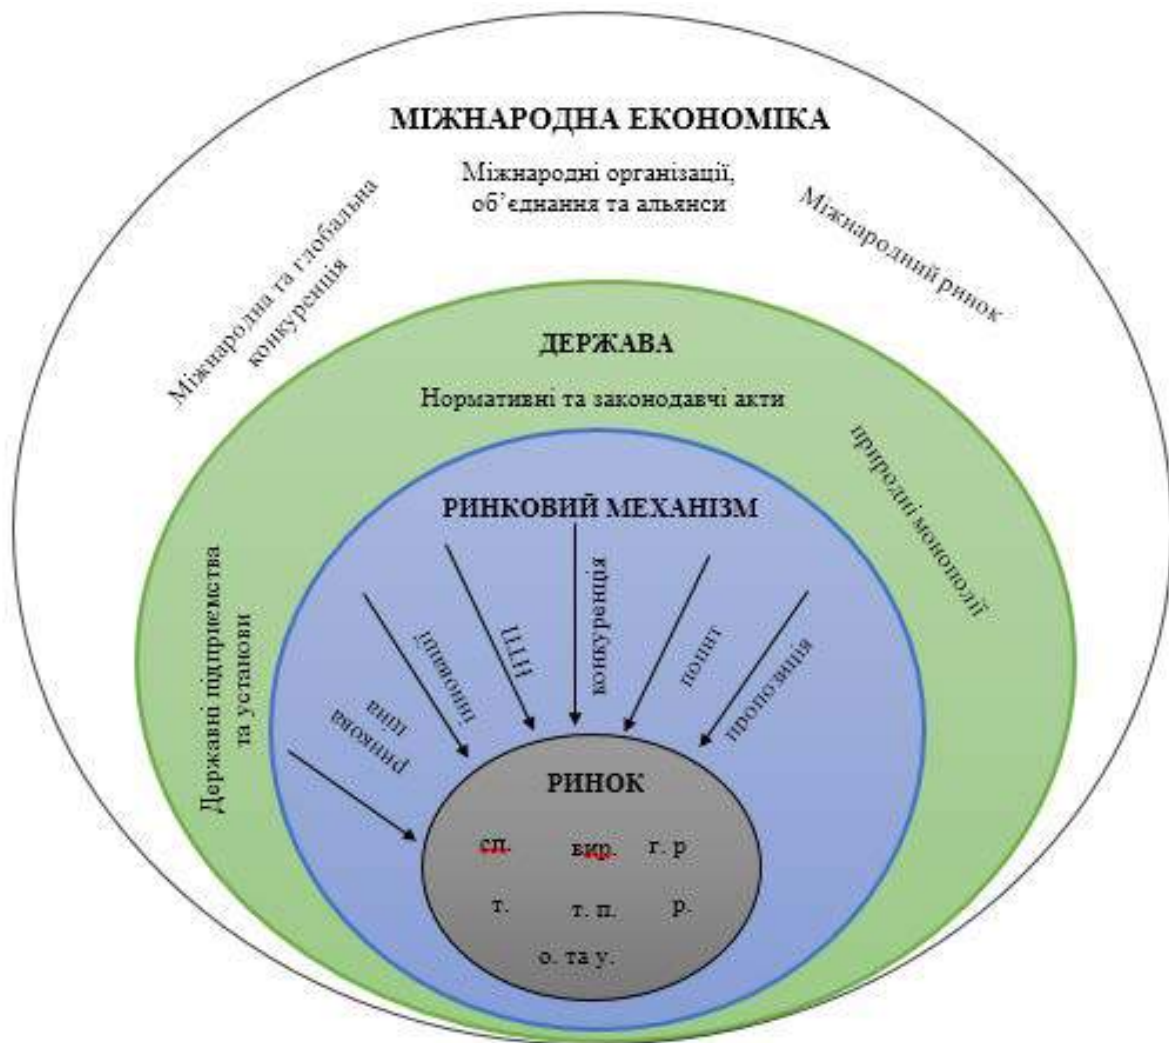 МІЖНАРОДНА ЕКОНОМІКА
Міжнародні організації,
об’єднання та альянси
Міжнародна та глобальна
конкуренція
Міжнародний ринок
ДЕРЖАВА
Нормативні та законодавчі акти
природні монополії
Державні підприємства
та установи
РИНКОВИЙ МЕХАНІЗМ
ринкова
ціна
інновації
НТП
конкуренція
попит
пропозиція
РИНОК
сп. вир. г. р
т. т. п. р.
о. та у.